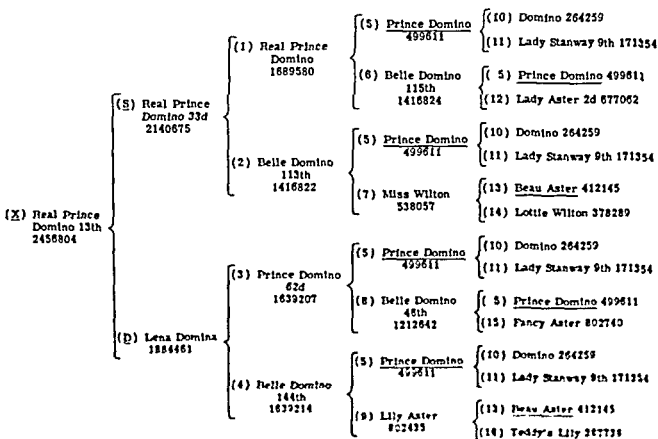 (X) Real Prince
Domino 13th
2456804
(S) Real Prince
Domino 33d
2140675
(D) Lena Domina
(1) Real Prince
Domino
1689580
(2) Belle Domino
113th
1416822
(3) Prince Domino
62d
1639207
(4) Belle Domino
144th
1639214
(5) Prince Domino
499611
(6) Belle Domino
115th
1416824
(5) Prince Domino
499611
(7) Miss Wilton
538057
(5) Prince Domino
499611
Belle Domino
48th
1212642
(5) Prince Domino
499611
(9) Lily Aster
(10) Domino 264259
(11) Lady Stanway 9th 171354
( 5) Prince Domino 499611
(12) Lady Aster 2d 677062
(10) Domino 264259
(11) Lady Stanway 9th 171354
(13) Beau Aster 412145
(14) Lottie Wilton 378289
(10) Domino 264259
(11) Lady Stanway 9th 171354
( 5) Prince Domino 499611
Fancy Aster 802740
(10) Domino 264259
(11) Lady Stanway 9th 171354
(13) Beau Aster 412145
Teddy's Lily